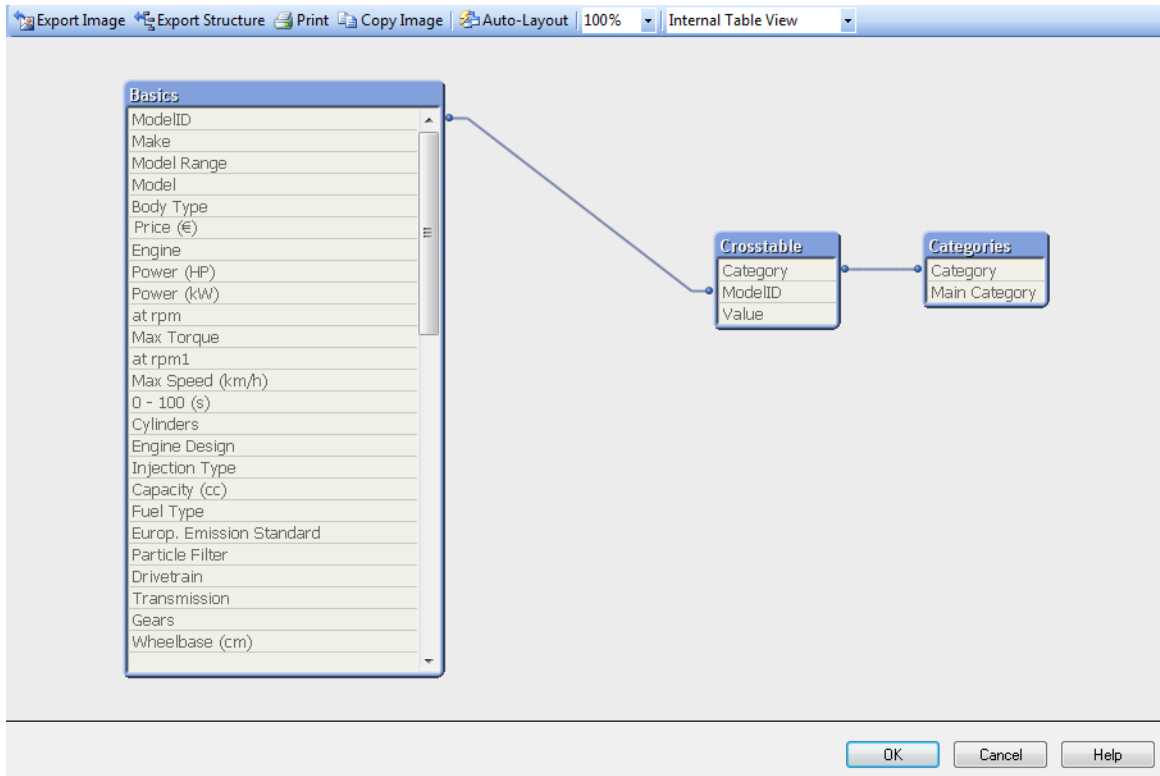 Export Image Export Structure Print Copy Image Auto-Layout 100% Internal Table View
Basics
ModelID
Make
Model Range
Model
Body Type
Price (€)
Engine
Power (HP)
Power (kW)
at rpm
Max Torque
at rpm1
Max Speed (km/h)
0 - 100 (s)
Cylinders
Engine Design
Injection Type
Capacity (cc)
Fuel Type
Europ. Emission Standard
Particle Filter
Drivetrain
Transmission
Gears
Wheelbase (cm)
Crosstable
Category
ModelID
Value
Categories
Category
Main Category
OK Cancel Help